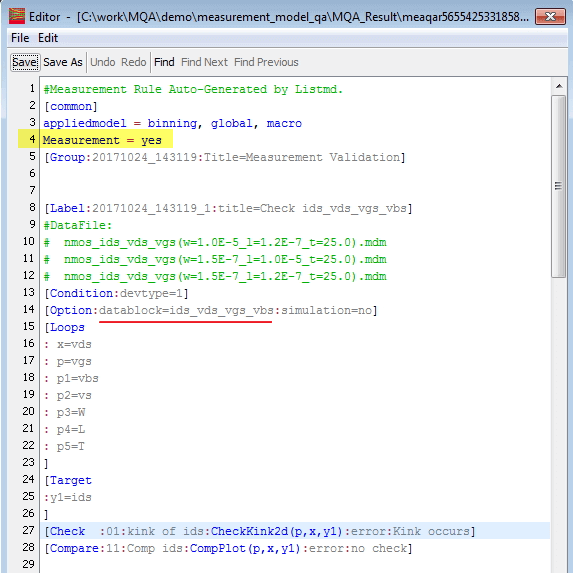 Editor - [C:\work\MQA\demo\measurement_model_qa\MQA_Result\meaqar5655425331858...
File Edit
Save Save As Undo Redo Find Find Next Find Previous
1 #Measurement Rule Auto-Generated by Listmd.
2 [common]
3 appliedmodel = binning, global, macro
4 Measurement = yes
5 [Group:20171024_143119:Title=Measurement Validation]
6
7
8 [Label:20171024_143119_1:title=Check ids_vds_vgs_vbs]
9 #DataFile:
10 #  nmos_ids_vds_vgs(w=1.0E-5_l=1.2E-7_t=25.0).mdm
11 #  nmos_ids_vds_vgs(w=1.5E-7_l=1.0E-5_t=25.0).mdm
12 #  nmos_ids_vds_vgs(w=1.5E-7_l=1.2E-7_t=25.0).mdm
13 [Condition:devtype=1]
14 [Option:datablock=ids_vds_vgs_vbs:simulation=no]
15 [Loops
16 : x=vds
17 : p=vgs
18 : p1=vbs
19 : p2=vs
20 : p3=W
21 : p4=L
22 : p5=T
23 ]
24 [Target
25 :y1=ids
26 ]
27 [Check  :01:kink of ids:CheckKink2d(p,x,y1):error:Kink occurs]
28 [Compare:11:Comp ids:CompPlot(p,x,y1):error:no check]
29